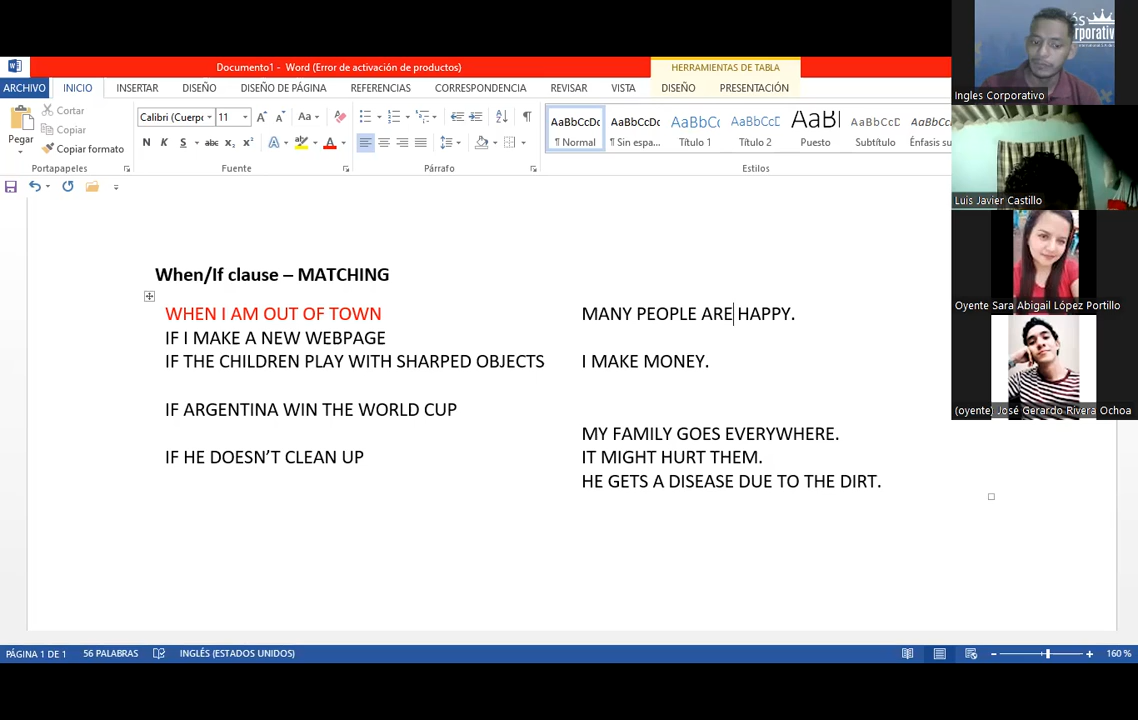 Documento1 - Word (Error de activación de productos)
HERRAMIENTAS DE TABLA
ARCHIVO INICIO INSERTAR DISEÑO DISEÑO DE PÁGINA REFERENCIAS CORRESPONDENCIA REVISAR VISTA DISEÑO PRESENTACIÓN
Pegar
Cortar
Copiar
Copiar formato
Portapapeles
Calibri (Cuerpo 11
Fuente
Párrafo
AaBbCcDc AaBbCcDc AaBbCc AaBbCcD AaB AaBbCcD
¶ Normal ¶ Sin espa... Título 1 Título 2 Puesto Subtítulo Énfasis su
Estilos
When/If clause – MATCHING
WHEN I AM OUT OF TOWN MANY PEOPLE ARE HAPPY.
IF I MAKE A NEW WEBPAGE
IF THE CHILDREN PLAY WITH SHARPED OBJECTS I MAKE MONEY.
IF ARGENTINA WIN THE WORLD CUP
MY FAMILY GOES EVERYWHERE.
IF HE DOESN'T CLEAN UP IT MIGHT HURT THEM.
HE GETS A DISEASE DUE TO THE DIRT.
PÁGINA 1 DE 1 56 PALABRAS INGLÉS (ESTADOS UNIDOS) 160 %
Ingles Corporativo
Luis Javier Castillo
Oyente Sara Abigail López Portillo
(oyente) José Gerardo Rivera Ochoa